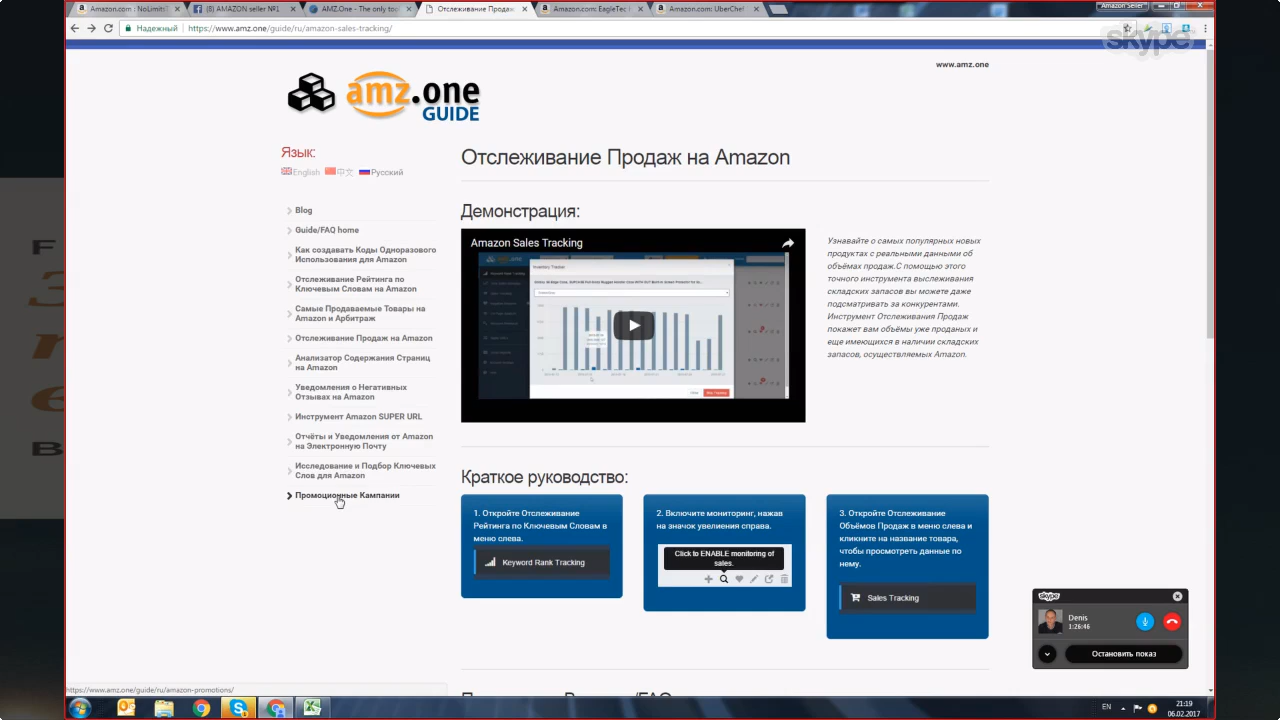 Amazon.com : NoLimits
(8) AMAZON seller №1
AMZ.One - The only too
Отслеживание Продаж
Amazon.com: EagleTec
Amazon.com: UberChef
Amazon Seller
Надежный
https://www.amz.one/guide/ru/amazon-sales-tracking/
skype
www.amz.one
amz.one
GUIDE
Язык:
English 中文 Русский
Blog
Guide/FAQ home
Как создавать Коды Одноразового
Использования для Amazon
Отслеживание Рейтинга по
Ключевым Словам на Amazon
Самые Продаваемые Товары на
Amazon и Арбитраж
Отслеживание Продаж на Amazon
Анализатор Содержания Страниц
на Amazon
Уведомления о Негативных
Отзывах на Amazon
Инструмент Amazon SUPER URL
Отчёты и Уведомления от Amazon
на Электронную Почту
Исследование и Подбор Ключевых
Слов для Amazon
Промоционные Кампании
Отслеживание Продаж на Amazon
Демонстрация:
Amazon Sales Tracking
Узнавайте о самых популярных новых
продуктах с реальными данными об
объёмах продаж.С помощью этого
точного инструмента выслеживания
складских запасов вы можете даже
подсматривать за конкурентами.
Инструмент Отслеживания Продаж
покажет вам объёмы уже проданых и
еще имеющихся в наличии складских
запасов, осуществляемых Amazon.
Краткое руководство:
1. Откройте Отслеживание
Рейтинга по Ключевым Словам в
меню слева.
Keyword Rank Tracking
2. Включите мониторинг, нажав
на значок увелиения справа.
Click to ENABLE monitoring of
sales.
3. Откройте Отслеживание
Объёмов Продаж в меню слева и
кликните на название товара,
чтобы просмотреть данные по
нему.
Sales Tracking
skype
Denis
1:26:46
Остановить показ
https://www.amz.one/guide/ru/amazon-promotions/
EN
21:19
06.02.2017